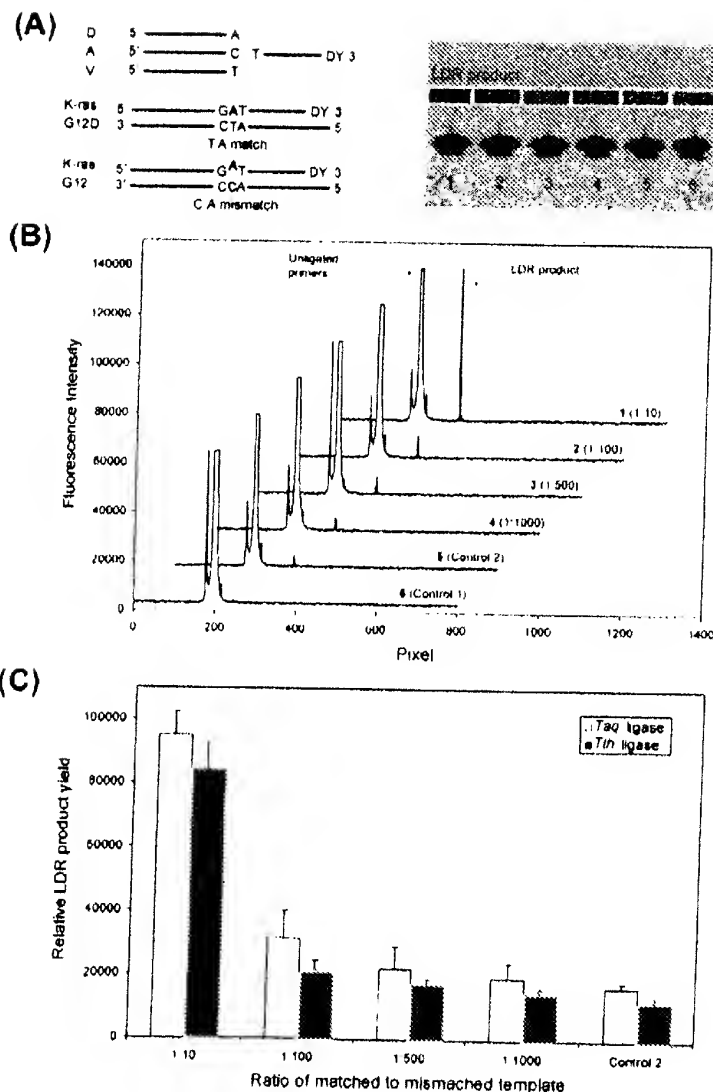 (A)
D 5 A
A 5' C T DY 3
V 5 T
K-ras 5 GAT DY 3
G12D 3 CTA 5
T A match
K-ras 5' GAT DY 3
G12 3' CCA 5
C A mismatch
LDR product
1 2 3 4 5 6
(B)
Fluorescence Intensity
140000
120000
100000
80000
60000
40000
20000
0
primers
LDR product
1 (1 10)
2 (1 100)
3 (1 500)
4 (1:1000)
5 (Control 2)
6 (Control 1)
0 200 400 600 800 1000 1200 1400
Pixel
(C)
Relative LDR product yield
100000
80000
60000
40000
20000
0
Taq ligase
Tth ligase
1 10 1 100 1 500 1 1000 Control 2
Ratio of matched to mismached template